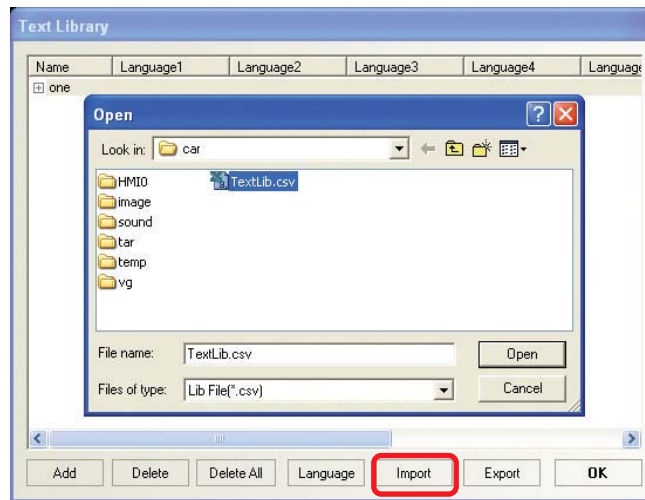 Text Library
Name Language1 Language2 Language3 Language4 Language
one
Open
Look in: car
HMI0 TextLib.csv
image
sound
tar
temp
vg
File name: TextLib.csv Open
Files of type: Lib File(*.csv) Cancel
Add Delete Delete All Language Import Export OK